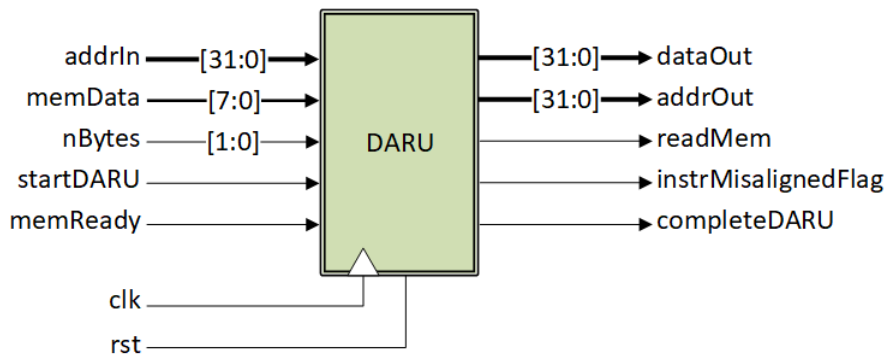 addrIn [31:0] [31:0] dataOut
memData [7:0] [31:0] addrOut
nBytes [1:0] DARU readMem
startDARU instrMisalignedFlag
memReady completeDARU
clk
rst